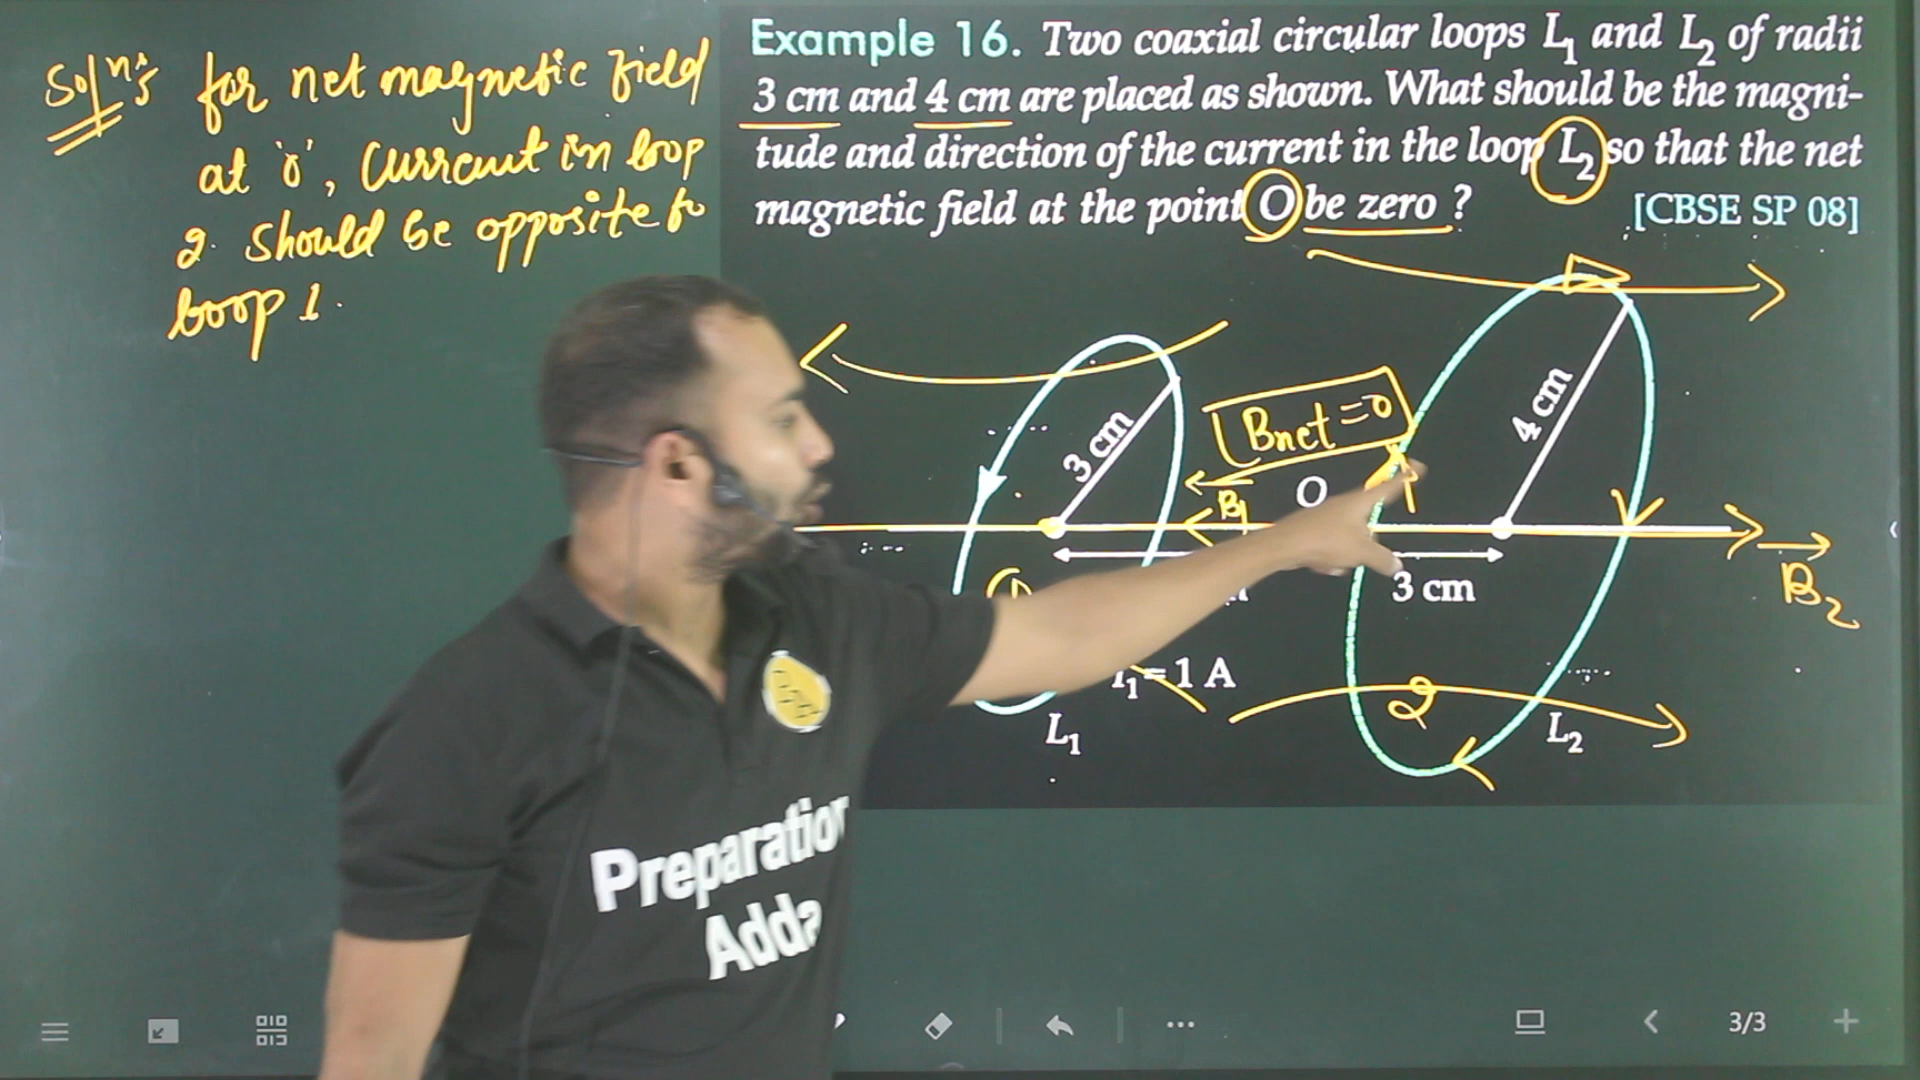 Soln:
for net magnetic field
at 'O', current in loop
2. Should be opposite to
loop 1.
Example 16. Two coaxial circular loops L1 and L2 of radii
3 cm and 4 cm are placed as shown. What should be the magni-
tude and direction of the current in the loop L2 so that the net
magnetic field at the point O be zero ?
[CBSE SP 08]
3 cm
Bnet = 0
4 cm
B1
O
3 cm
B2
1
I1 = 1 A
2
L1
L2
Preparation
Adda
3/3